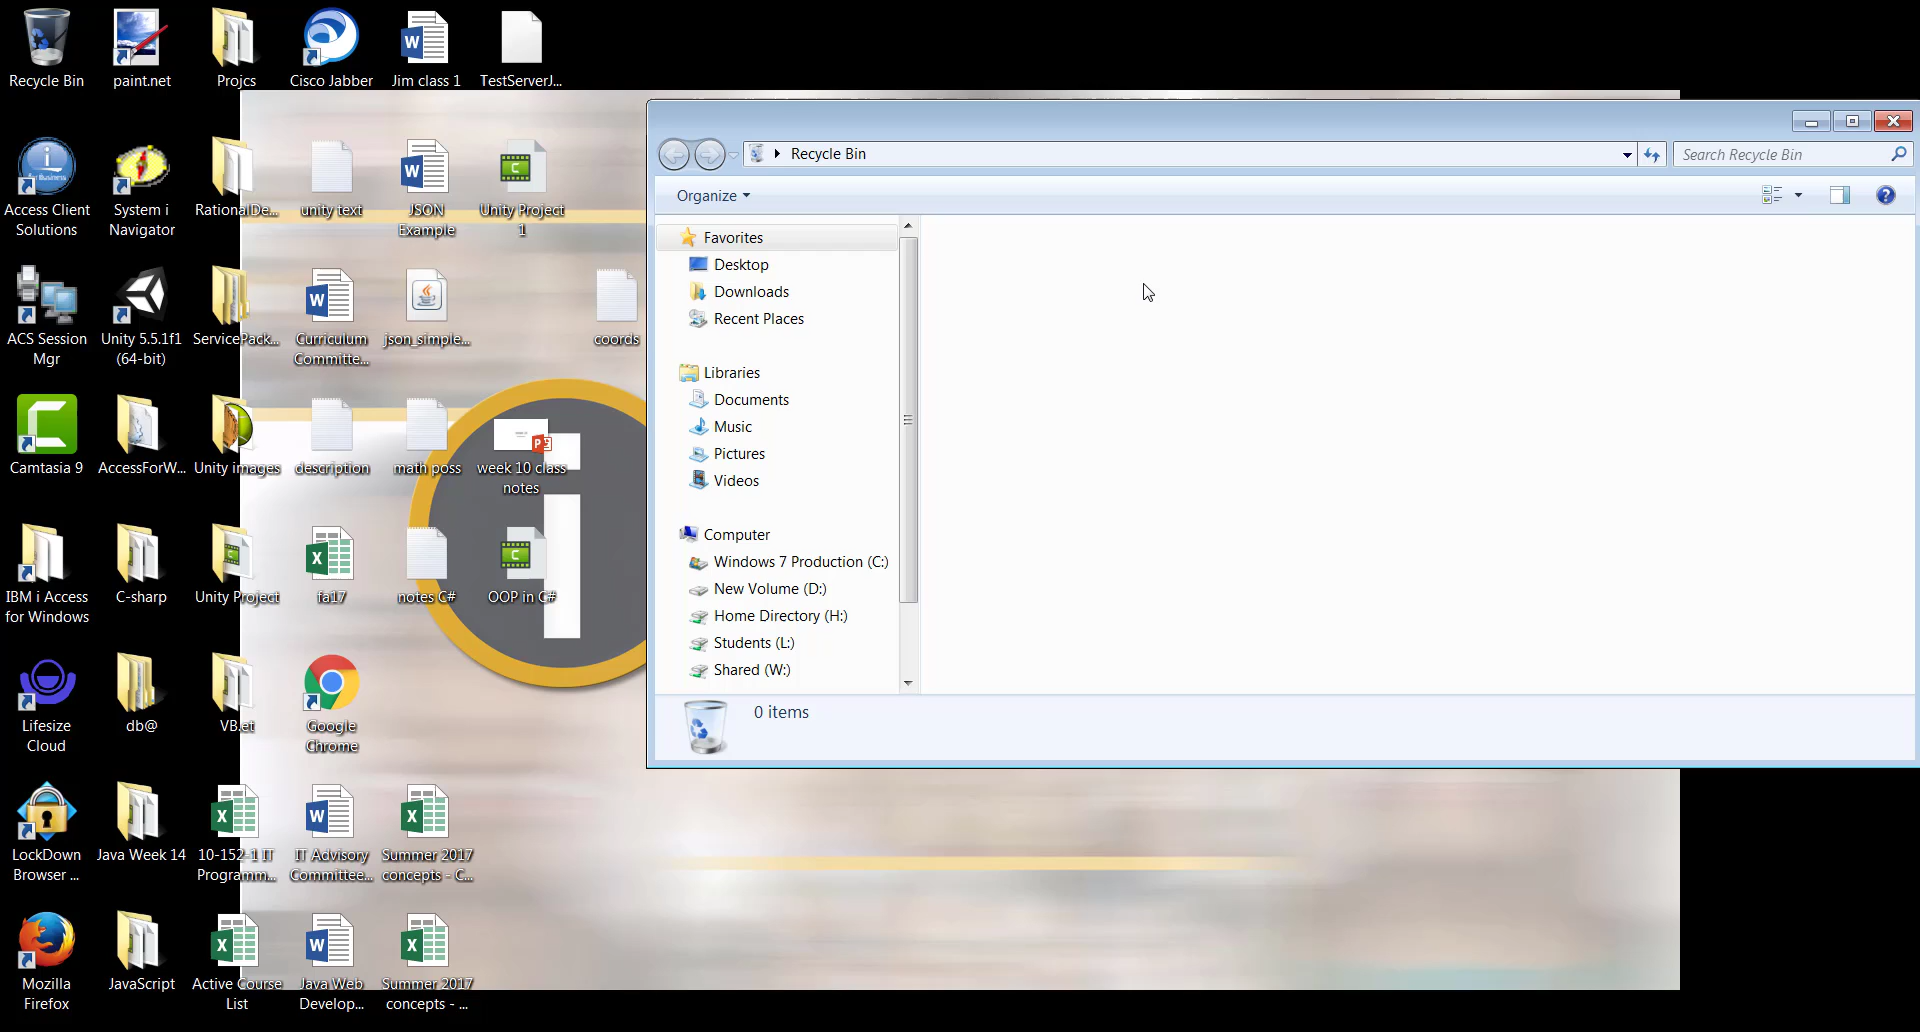 Recycle Bin
paint.net
Projcs
Cisco Jabber
Jim class 1
TestServerJ...
Access Client
Solutions
System i
Navigator
RationalDe...
unity text
JSON
Example
Unity Project
1
ACS Session
Mgr
Unity 5.5.1f1
(64-bit)
ServicePack...
Curriculum
Committe...
json_simple...
coords
Camtasia 9
AccessForW...
Unity images
description
math poss
week 10 class
notes
IBM i Access
for Windows
C-sharp
Unity Project
fa17
notes C#
OOP in C#
Lifesize
Cloud
db@
VB.et
Google
Chrome
LockDown
Browser ...
Java Week 14
10-152-1 IT
Programm...
IT Advisory
Committee...
Summer 2017
concepts - C...
Mozilla
Firefox
JavaScript
Active Course
List
Java Web
Develop...
Summer 2017
concepts - ...
Recycle Bin
Search Recycle Bin
Organize
Favorites
Desktop
Downloads
Recent Places
Libraries
Documents
Music
Pictures
Videos
Computer
Windows 7 Production (C:)
New Volume (D:)
Home Directory (H:)
Students (L:)
Shared (W:)
0 items